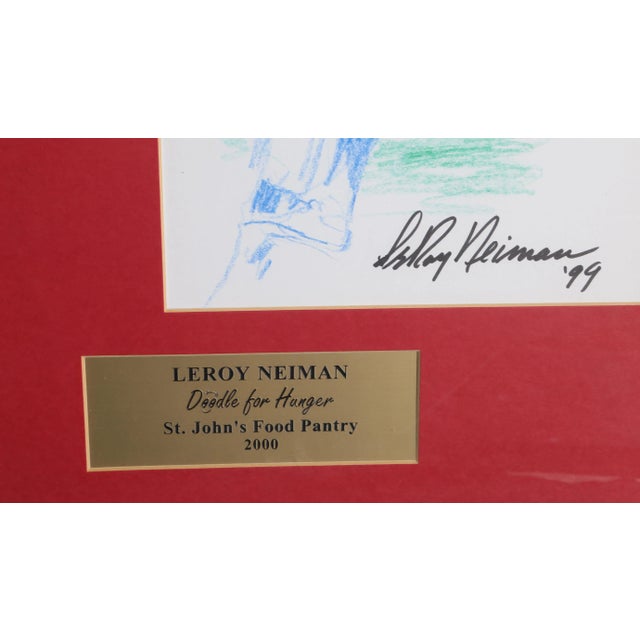 LeRoy Neiman
'99
LEROY NEIMAN
Doodle for Hunger
St. John's Food Pantry
2000